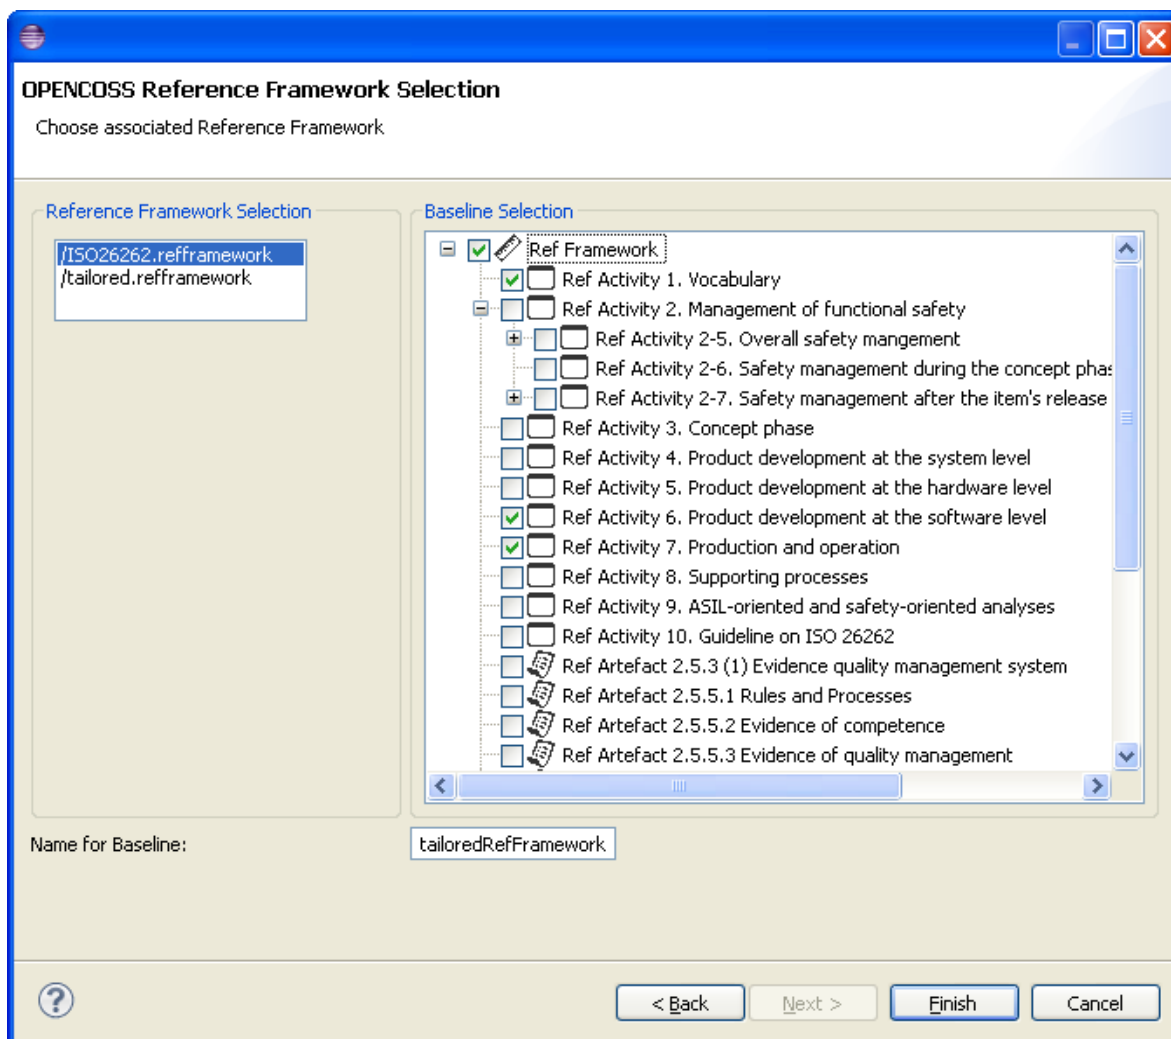 OPENCOSS Reference Framework Selection
Choose associated Reference Framework
Reference Framework Selection
/ISO26262.refframework
/tailored.refframework
Baseline Selection
Ref Framework
Ref Activity 1. Vocabulary
Ref Activity 2. Management of functional safety
Ref Activity 2-5. Overall safety mangement
Ref Activity 2-6. Safety management during the concept phas
Ref Activity 2-7. Safety management after the item's release
Ref Activity 3. Concept phase
Ref Activity 4. Product development at the system level
Ref Activity 5. Product development at the hardware level
Ref Activity 6. Product development at the software level
Ref Activity 7. Production and operation
Ref Activity 8. Supporting processes
Ref Activity 9. ASIL-oriented and safety-oriented analyses
Ref Activity 10. Guideline on ISO 26262
Ref Artefact 2.5.3 (1) Evidence quality management system
Ref Artefact 2.5.5.1 Rules and Processes
Ref Artefact 2.5.5.2 Evidence of competence
Ref Artefact 2.5.5.3 Evidence of quality management
Name for Baseline:
tailoredRefFramework
?
< Back
Next >
Finish
Cancel